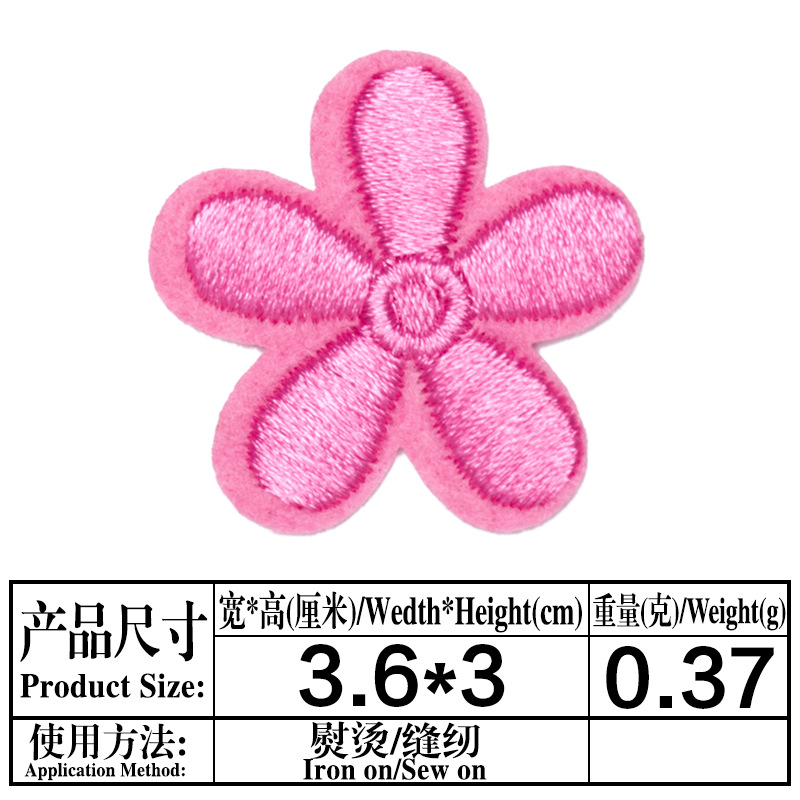 产品尺寸
Product Size:
宽*高(厘米)/Wedth*Height(cm)
3.6*3
重量(克)/Weight(g)
0.37
使用方法:
Application Method:
熨烫/缝纫
Iron on/Sew on